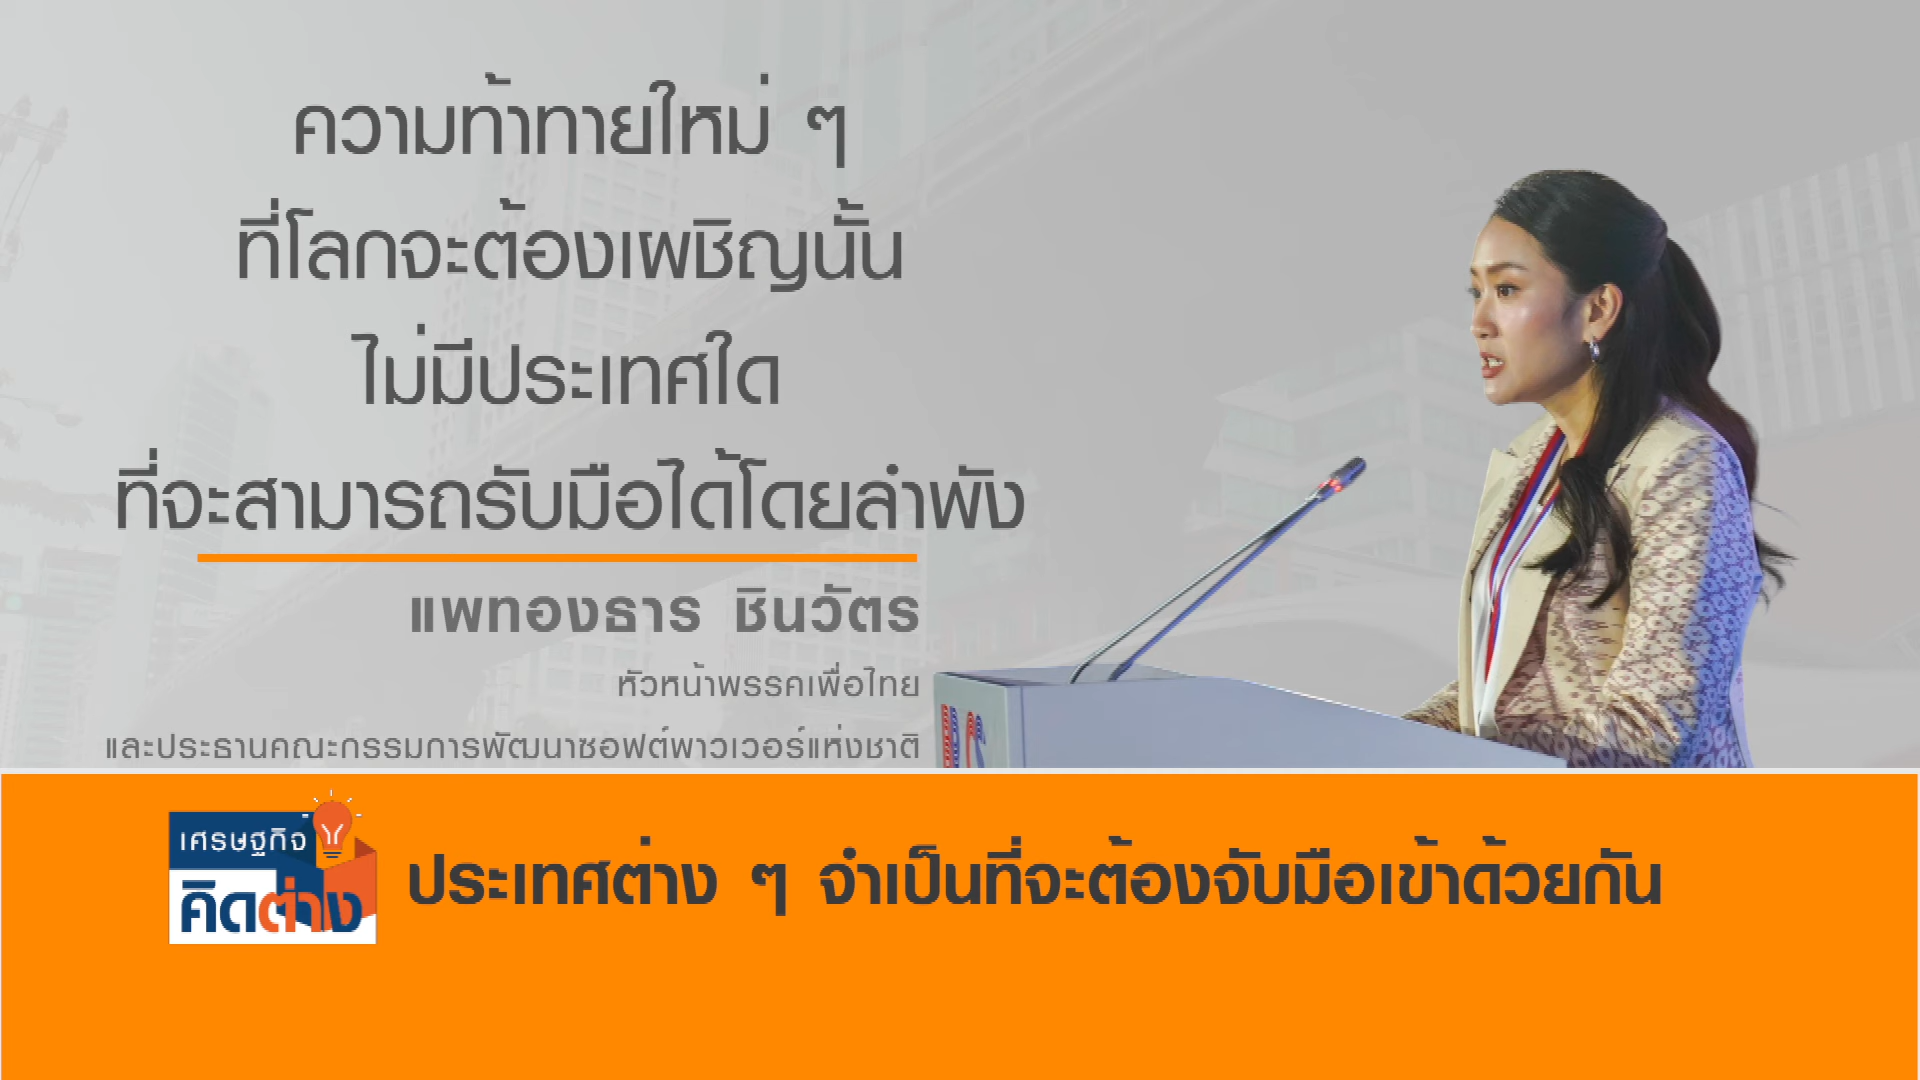 ความท้าทายใหม่ ๆ
ที่โลกจะต้องเผชิญนั้น
ไม่มีประเทศใด
ที่จะสามารถรับมือได้โดยลำพัง
แพทองธาร ชินวัตร
หัวหน้าพรรคเพื่อไทย
และประธานคณะกรรมการพัฒนาซอฟต์พาวเวอร์แห่งชาติ
เศรษฐกิจ
คิดต่าง
ประเทศต่าง ๆ จำเป็นที่จะต้องจับมือเข้าด้วยกัน